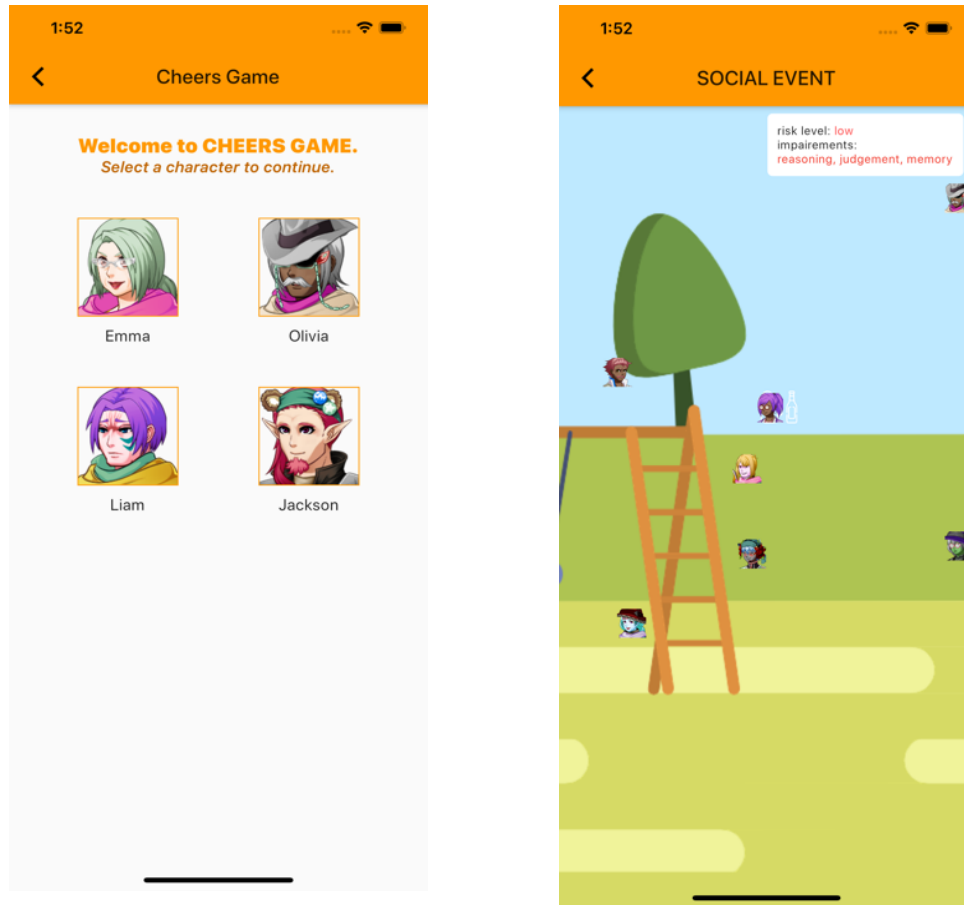 1:52
Cheers Game
Welcome to CHEERS GAME.
Select a character to continue.
Emma
Olivia
Liam
Jackson
1:52
SOCIAL EVENT
risk level: low
impairements:
reasoning, judgement, memory